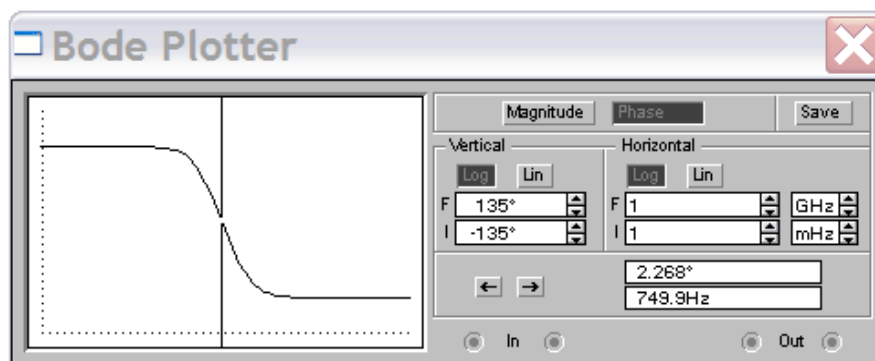 Bode Plotter
Magnitude Phase Save
Vertical Horizontal
Log Lin Log Lin
F 135° F 1 GHz
I -135° I 1 mHz
← →
2.268°
749.9Hz
In Out